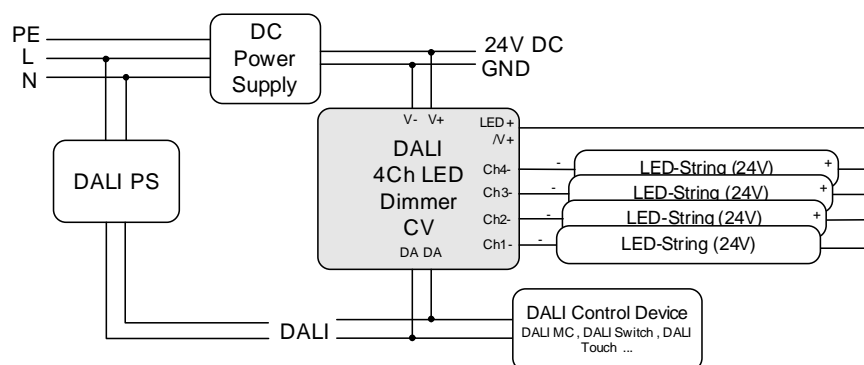 PE
L
N
DC
Power
Supply
24V DC
GND
DALI PS
V- V+
LED+
/V+
DALI
4Ch LED
Dimmer
CV
Ch4-
Ch3-
Ch2-
Ch1-
DA DA
- LED-String (24V) +
- LED-String (24V) +
- LED-String (24V) +
- LED-String (24V)
DALI
DALI Control Device
DALI MC , DALI Switch , DALI
Touch ...